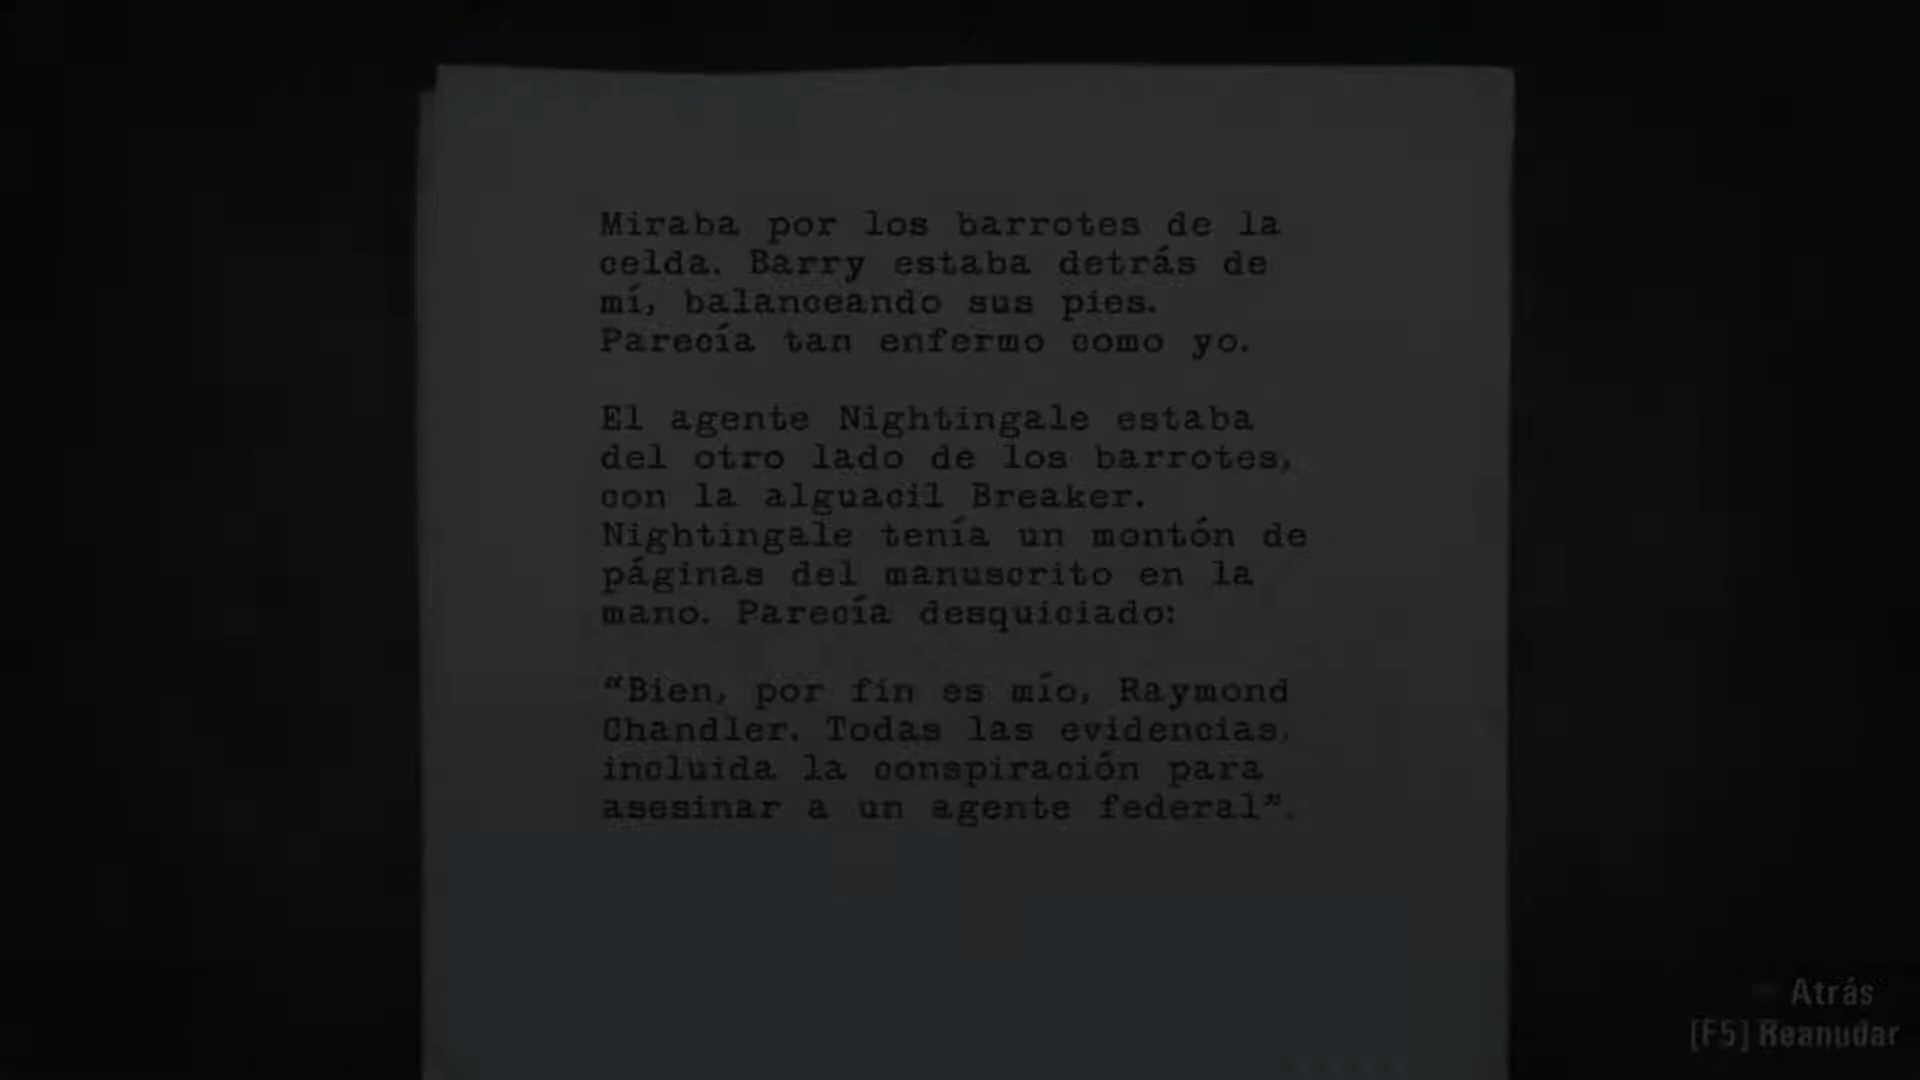 Miraba por los barrotes de la
celda. Barry estaba detrás de
mí, balanceando sus pies.
Parecía tan enfermo como yo.
El agente Nightingale estaba
del otro lado de los barrotes,
con la alguacil Breaker.
Nightingale tenía un montón de
páginas del manuscrito en la
mano. Parecía desquiciado:
“Bien, por fin es mío, Raymond
Chandler. Todas las evidencias,
incluida la conspiración para
asesinar a un agente federal”.
Atrás
[F5] Reanudar